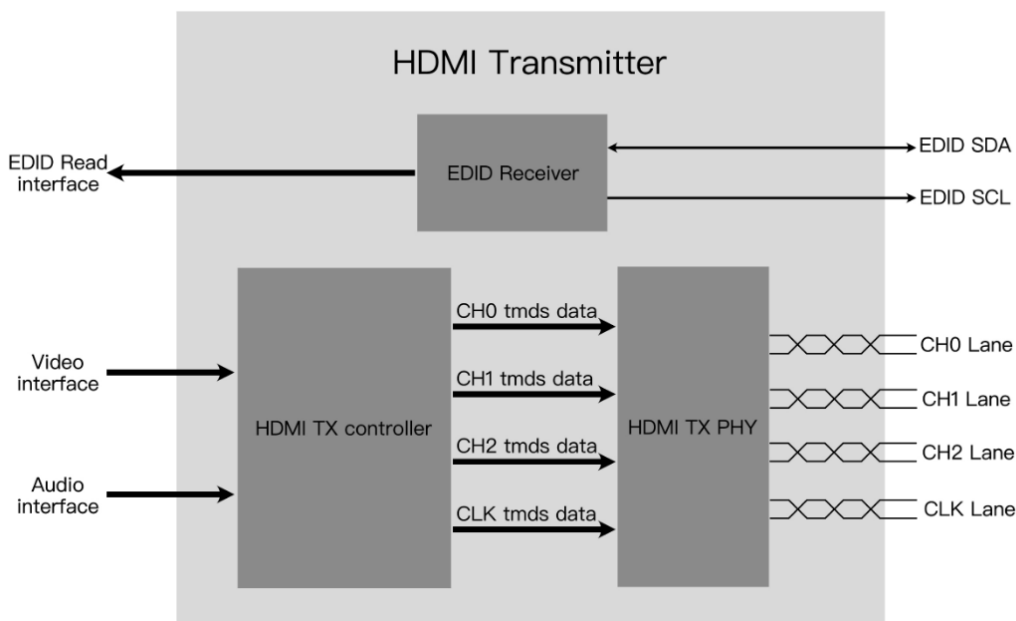 HDMI Transmitter
EDID Read
interface
EDID Receiver
EDID SDA
EDID SCL
Video
interface
Audio
interface
HDMI TX controller
CH0 tmds data
CH1 tmds data
CH2 tmds data
CLK tmds data
HDMI TX PHY
CH0 Lane
CH1 Lane
CH2 Lane
CLK Lane